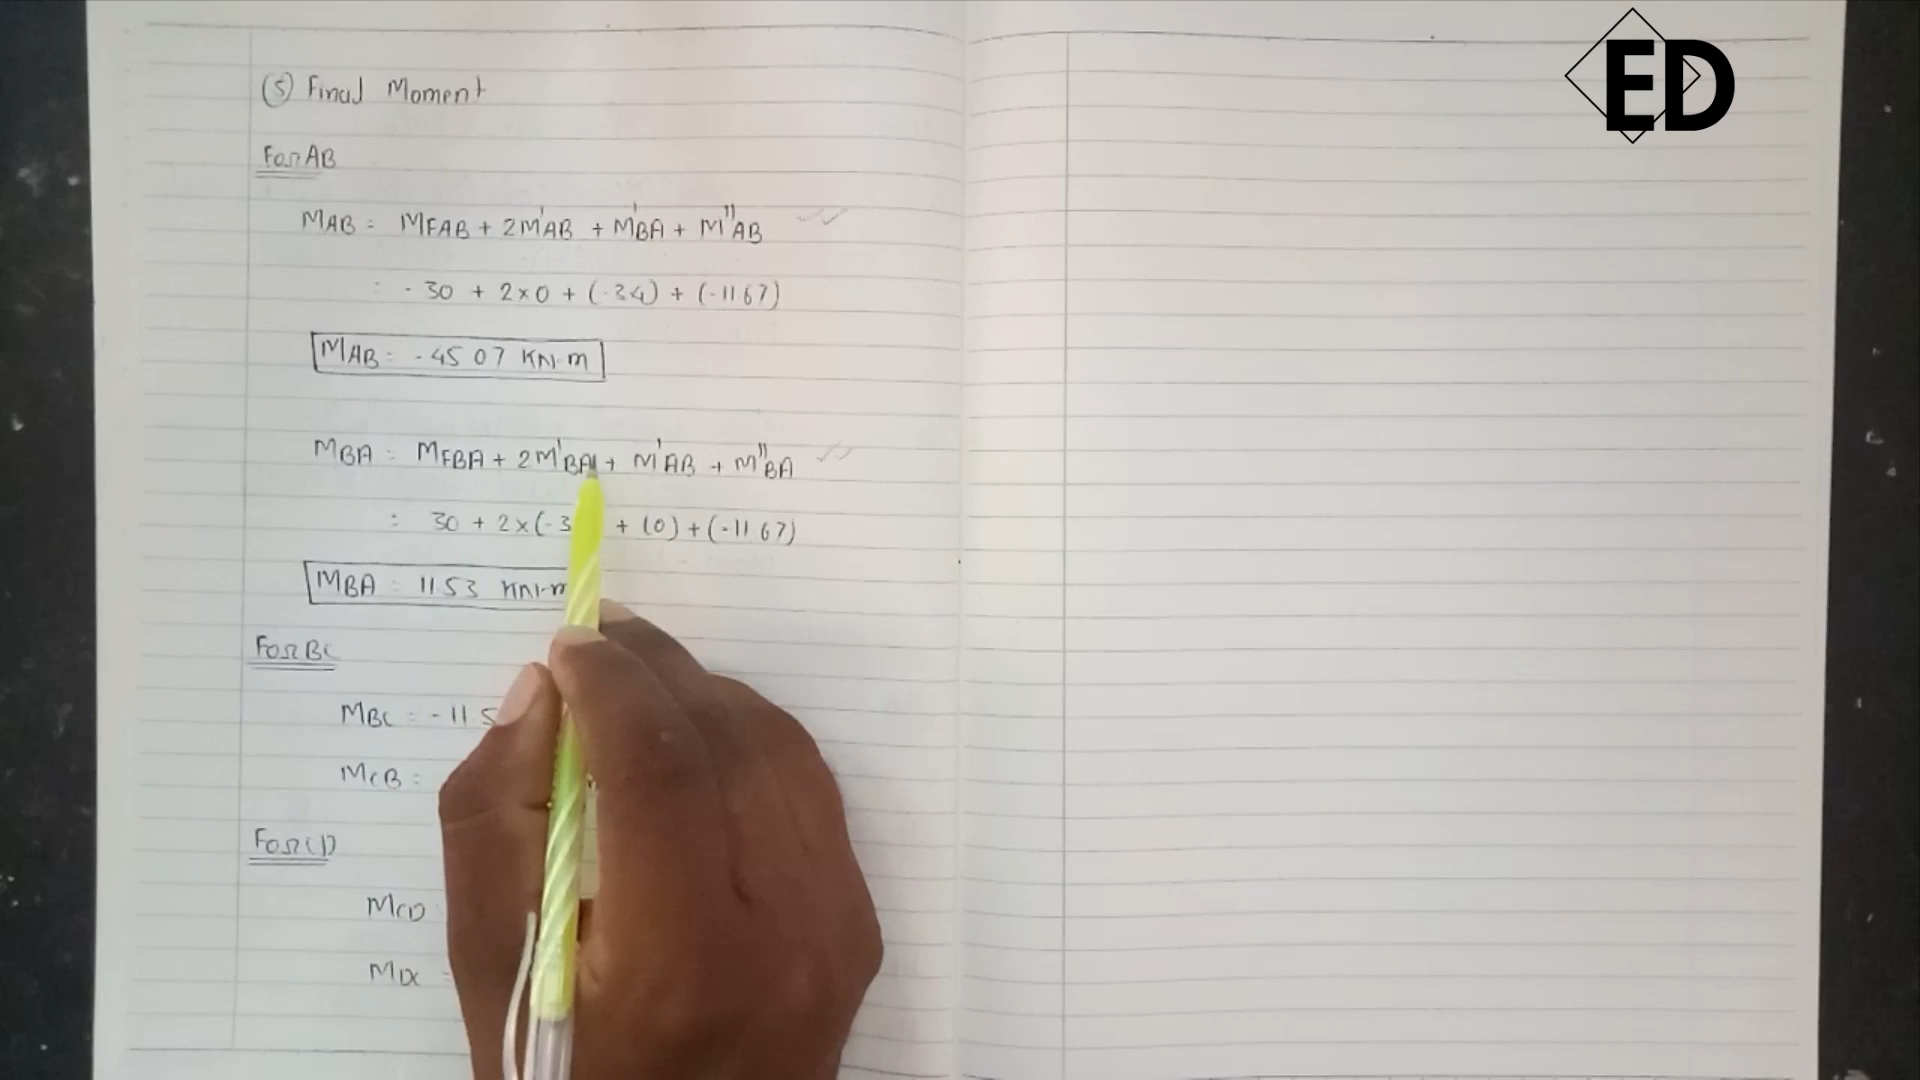 ED
(5) Final Moment
For AB
MAB = MFAB + 2M'AB + M'BA + M"AB
= -30 + 2×0 + (-3.4) + (-11.67)
MAB = -45.07 KN-m
MBA = MFBA + 2M'BA + M'AB + M"BA
= 30 + 2×(-3 + (0) + (-11.67)
MBA = 11.53 KN-m
For BC
MBC = -11.5
MCB =
For CD
MCD
MDC =